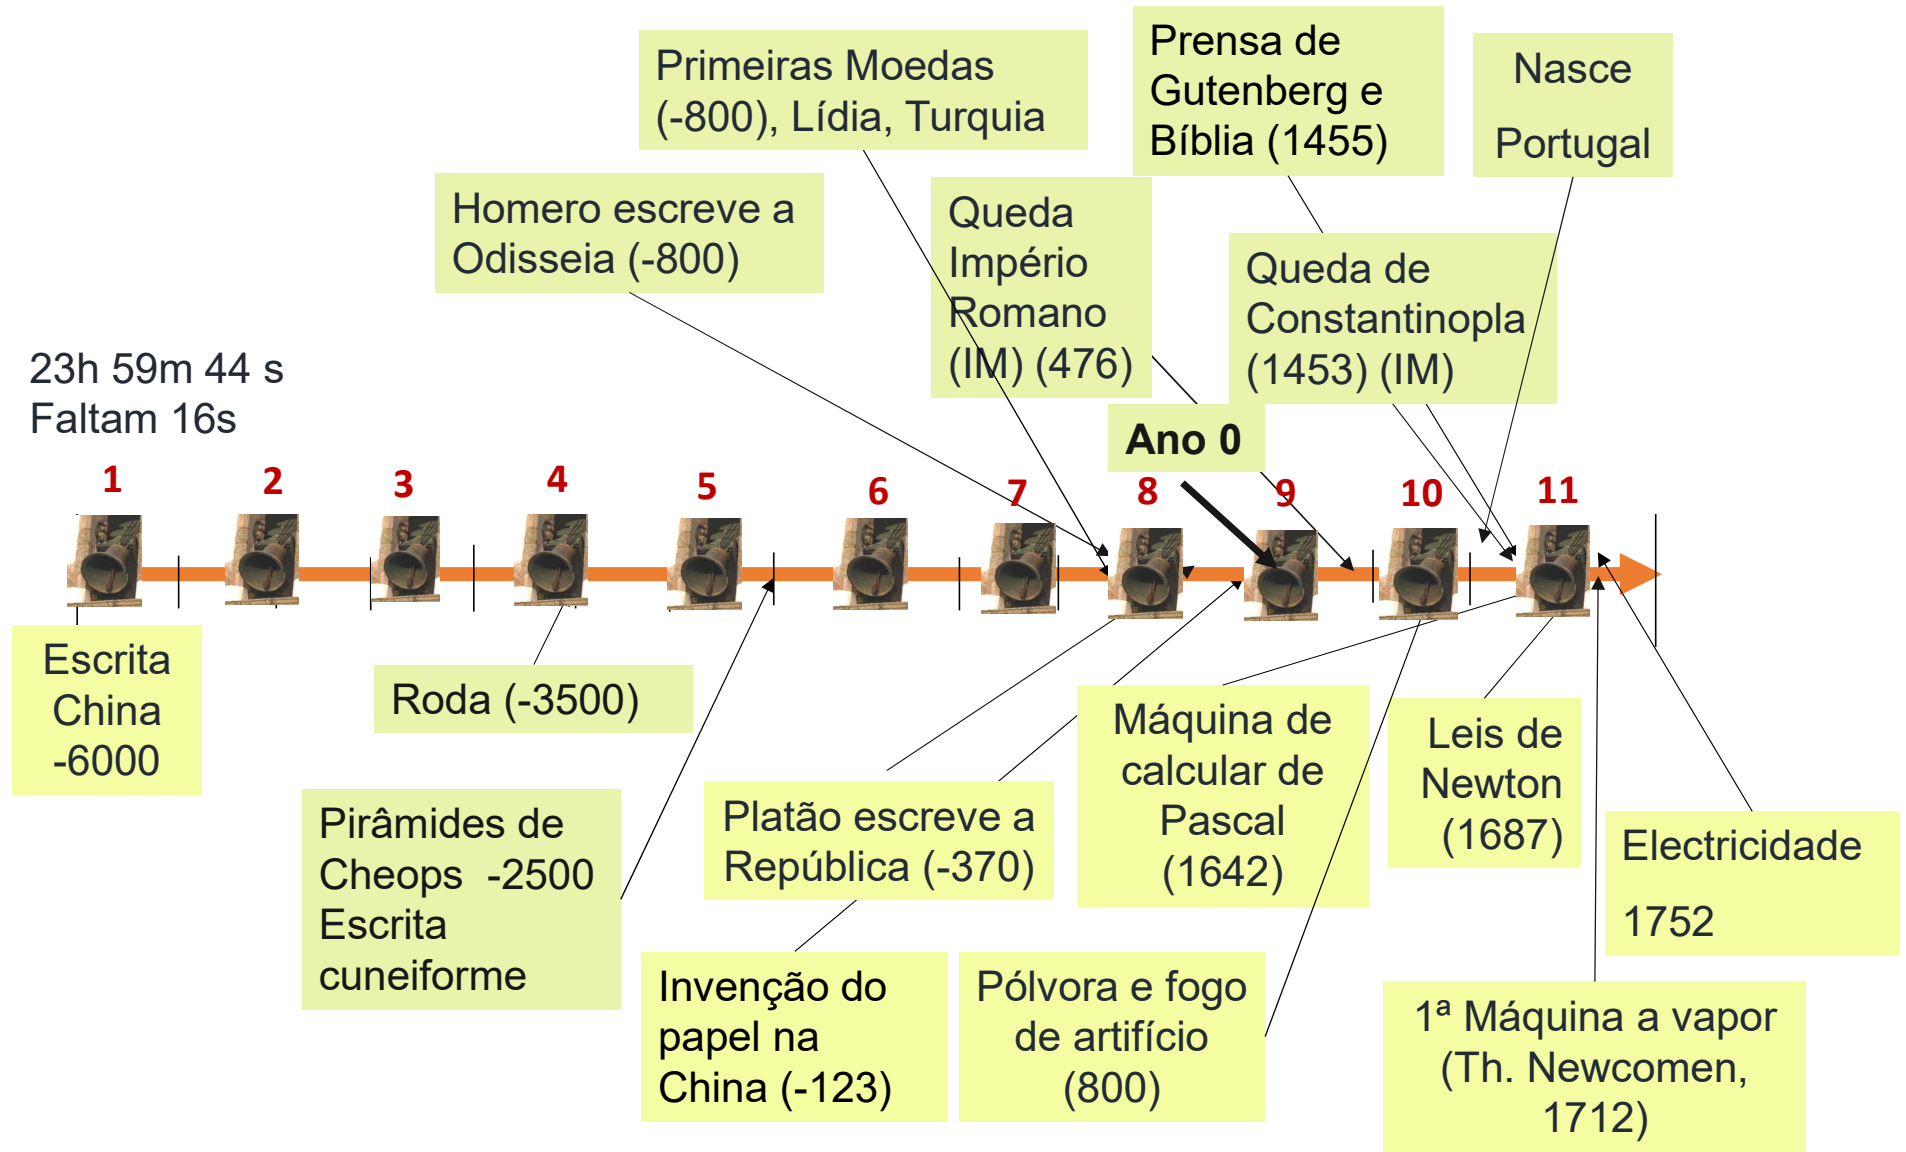 Primeiras Moedas
(-800), Lídia, Turquia
Prensa de
Gutenberg e
Bíblia (1455)
Nasce
Portugal
Homero escreve a
Odisseia (-800)
Queda
Império
Romano
(IM) (476)
Queda de
Constantinopla
(1453) (IM)
23h 59m 44 s
Faltam 16s
Ano 0
1
2
3
4
5
6
7
8
9
10
11
Escrita
China
-6000
Roda (-3500)
Pirâmides de
Cheops -2500
Escrita
cuneiforme
Platão escreve a
República (-370)
Máquina de
calcular de
Pascal
(1642)
Leis de
Newton
(1687)
Electricidade
1752
Invenção do
papel na
China (-123)
Pólvora e fogo
de artifício
(800)
1ª Máquina a vapor
(Th. Newcomen,
1712)